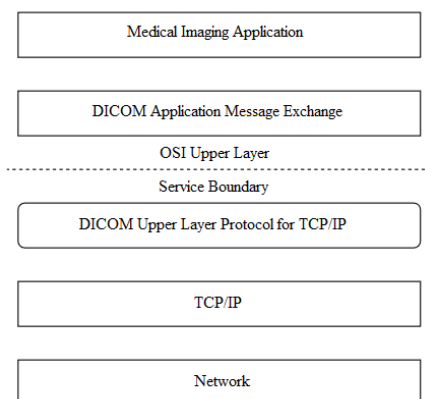 Medical Imaging Application
DICOM Application Message Exchange
OSI Upper Layer
Service Boundary
DICOM Upper Layer Protocol for TCP/IP
TCP/IP
Network